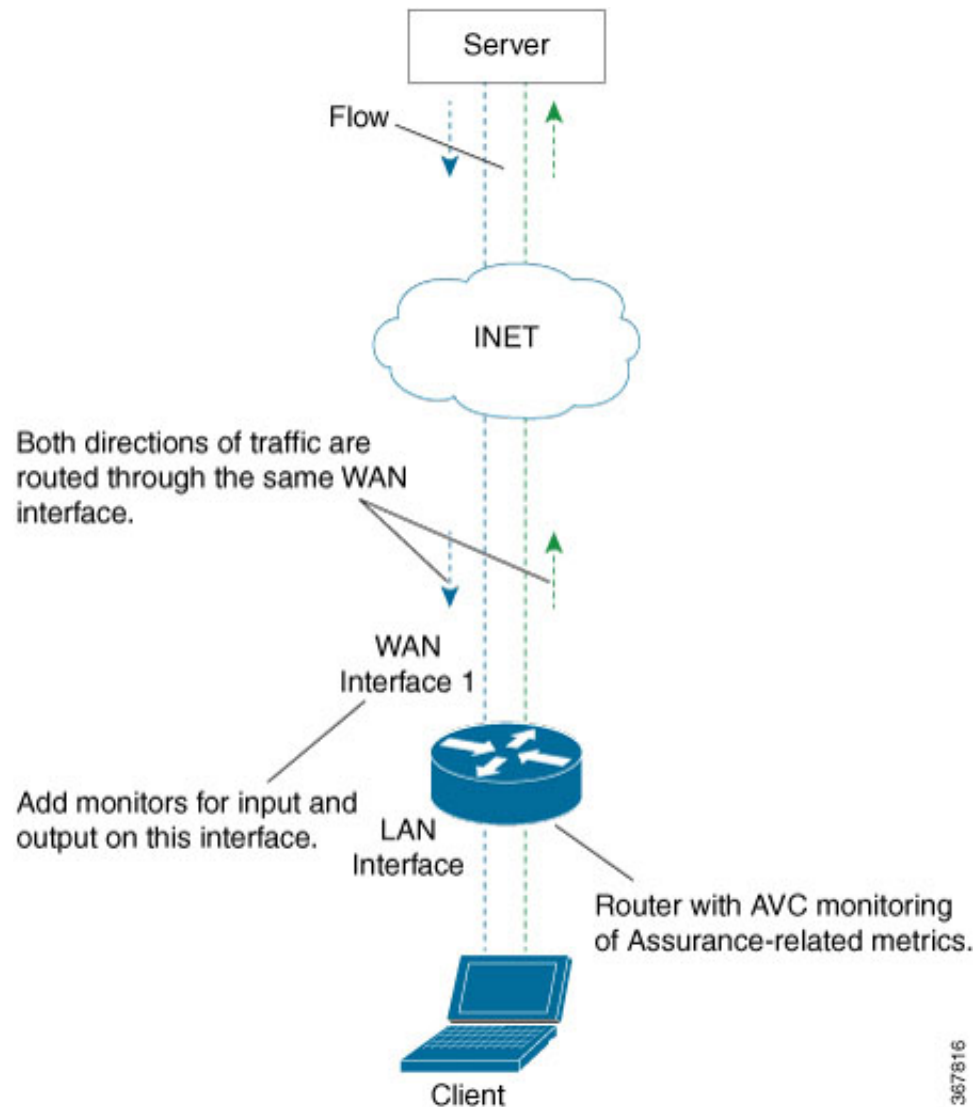 Server
Flow
INET
Both directions of traffic are
routed through the same WAN
interface.
WAN
Interface 1
Add monitors for input and
output on this interface.
LAN
Interface
Router with AVC monitoring
of Assurance-related metrics.
Client
367816